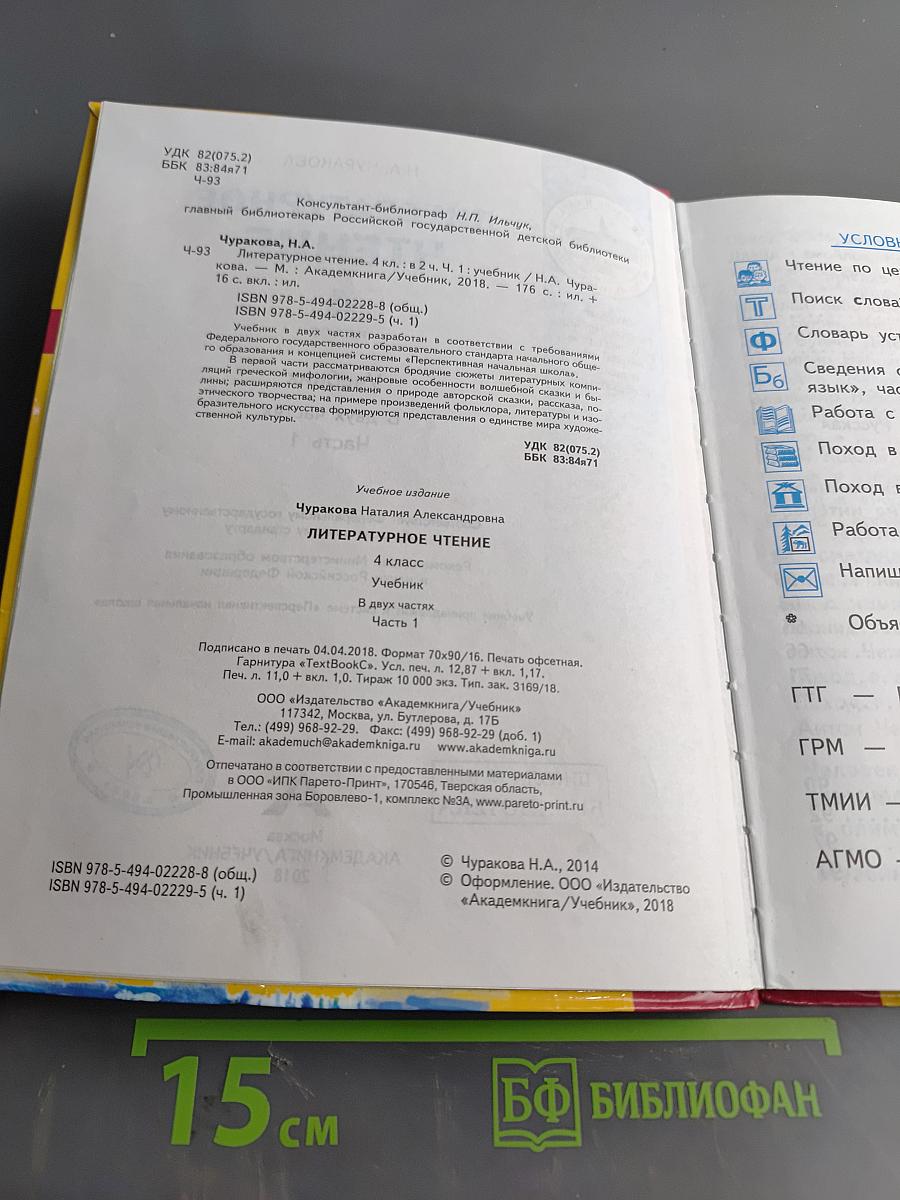 УДК 82(075.2)
ББК 83:84я71
Ч-93
Консультант-библиограф Н.П. Ильчук,
главный библиотекарь Российской государственной детской библиотеки
Чуракова, Н.А.
Ч-93 Литературное чтение. 4 кл. : в 2 ч. Ч. 1 : учебник / Н.А. Чура-
кова. — М. : Академкнига/Учебник, 2018. — 176 с. : ил. +
16 с. вкл. : ил.
ISBN 978-5-494-02228-8 (общ.)
ISBN 978-5-494-02229-5 (ч. 1)
Учебник в двух частях разработан в соответствии с требованиями
Федерального государственного образовательного стандарта начального обще-
го образования и концепцией системы «Перспективная начальная школа».
В первой части рассматриваются бродячие сюжеты литературных компи-
ляций греческой мифологии, жанровые особенности волшебной сказки и бы-
лины; расширяются представления о природе авторской сказки, рассказа, по-
этического творчества; на примере произведений фольклора, литературы и изо-
бразительного искусства формируются представления о единстве мира художе-
ственной культуры.
УДК 82(075.2)
ББК 83:84я71
Учебное издание
Чуракова Наталия Александровна
ЛИТЕРАТУРНОЕ ЧТЕНИЕ
4 класс
Учебник
В двух частях
Часть 1
Подписано в печать 04.04.2018. Формат 70х90/16. Печать офсетная.
Гарнитура «TextBookC». Усл. печ. л. 12,87 + вкл. 1,17.
Печ. л. 11,0 + вкл. 1,0. Тираж 10 000 экз. Тип. зак. 3169/18.
ООО «Издательство «Академкнига/Учебник»
117342, Москва, ул. Бутлерова, д. 17Б
Тел.: (499) 968-92-29. Факс: (499) 968-92-29 (доб. 1)
E-mail: akademuch@akademkniga.ru www.akademkniga.ru
Отпечатано в соответствии с предоставленными материалами
в ООО «ИПК Парето-Принт», 170546, Тверская область,
Промышленная зона Боровлево-1, комплекс №3А, www.pareto-print.ru
ISBN 978-5-494-02228-8 (общ.)
ISBN 978-5-494-02229-5 (ч. 1)
© Чуракова Н.А., 2014
© Оформление. ООО «Издательство
«Академкнига/Учебник», 2018
УСЛОВН
Чтение по це
Т Поиск слова
Ф Словарь уст
Бб Сведения
язык», час
Работа с
Поход в
Поход в
Работа
Напиш
Объя
ГТГ —
ГРМ —
ТМИИ —
АГМО -
15 см
БФ БИБЛИОФАН